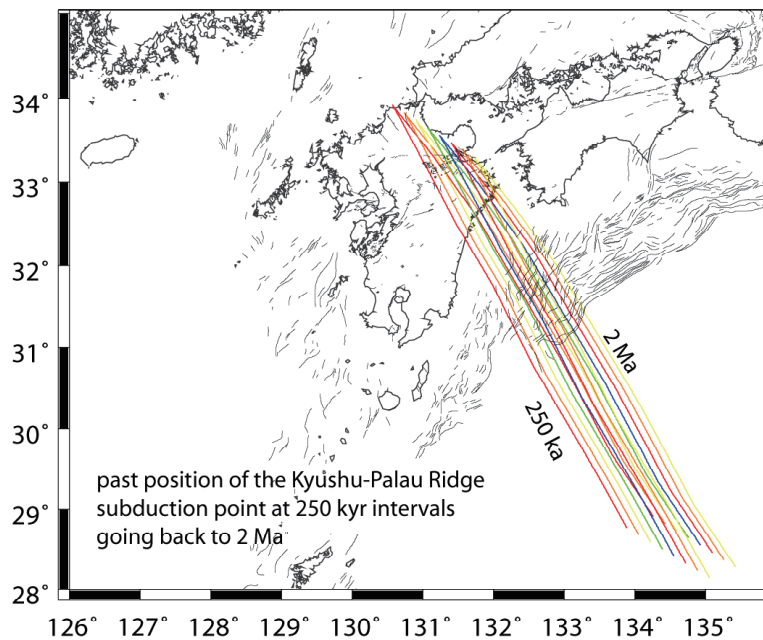 34°
33°
32°
31°
30°
29°
28°
2 Ma
250 ka
past position of the Kyushu-Palau Ridge
subduction point at 250 kyr intervals
going back to 2 Ma
126° 127° 128° 129° 130° 131° 132° 133° 134° 135°